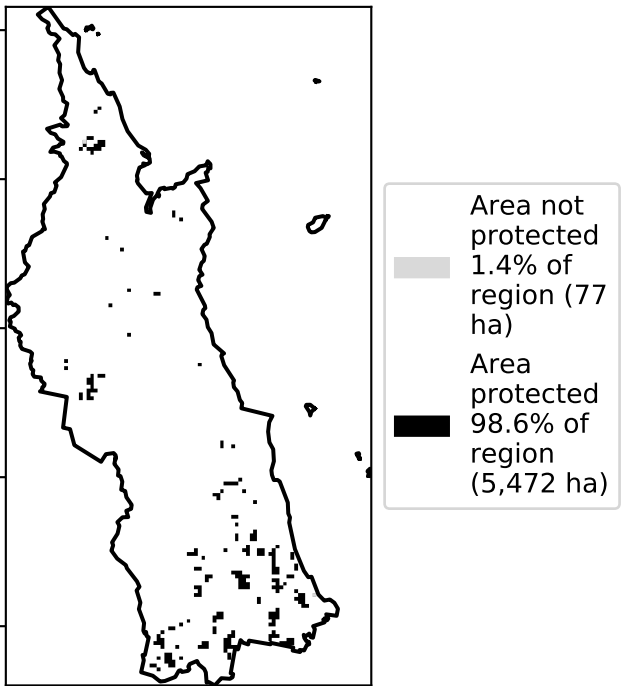 Area not
protected
1.4% of
region (77
ha)
Area
protected
98.6% of
region
(5,472 ha)